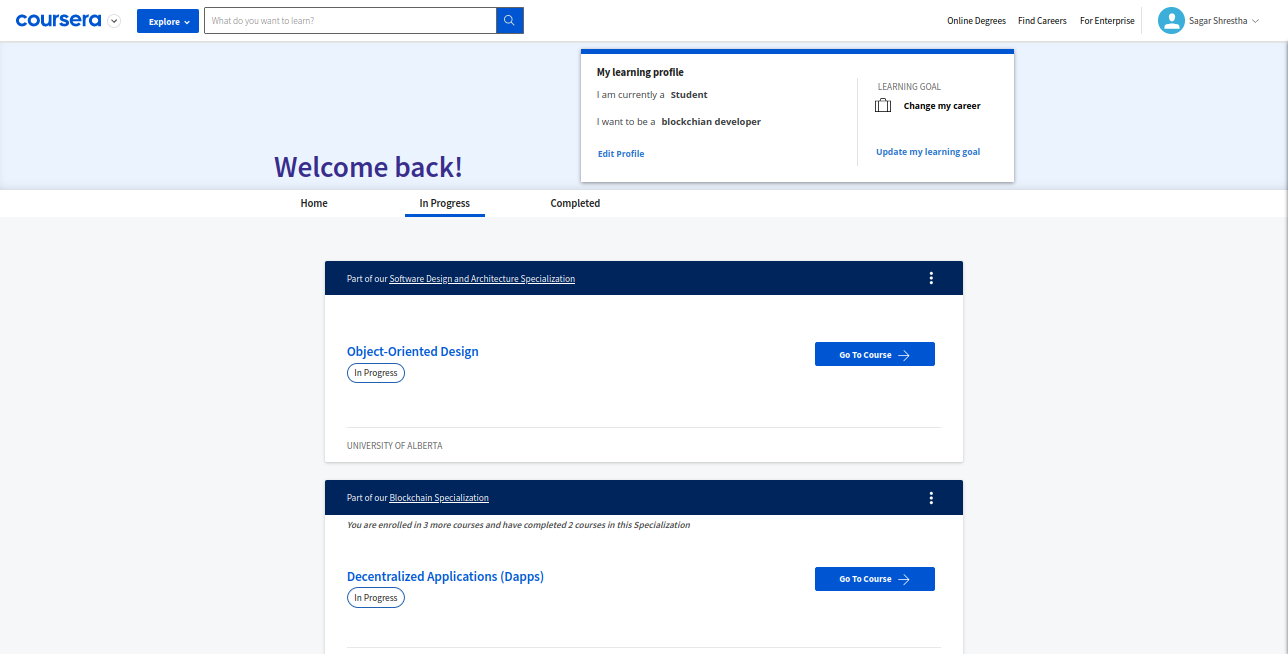 coursera Explore What do you want to learn? Online Degrees Find Careers For Enterprise Sagar Shrestha
My learning profile
I am currently a Student
I want to be a blockchian developer
Edit Profile
LEARNING GOAL
Change my career
Update my learning goal
Welcome back!
Home In Progress Completed
Part of our Software Design and Architecture Specialization
Object-Oriented Design
In Progress
Go To Course
UNIVERSITY OF ALBERTA
Part of our Blockchain Specialization
You are enrolled in 3 more courses and have completed 2 courses in this Specialization
Decentralized Applications (Dapps)
In Progress
Go To Course